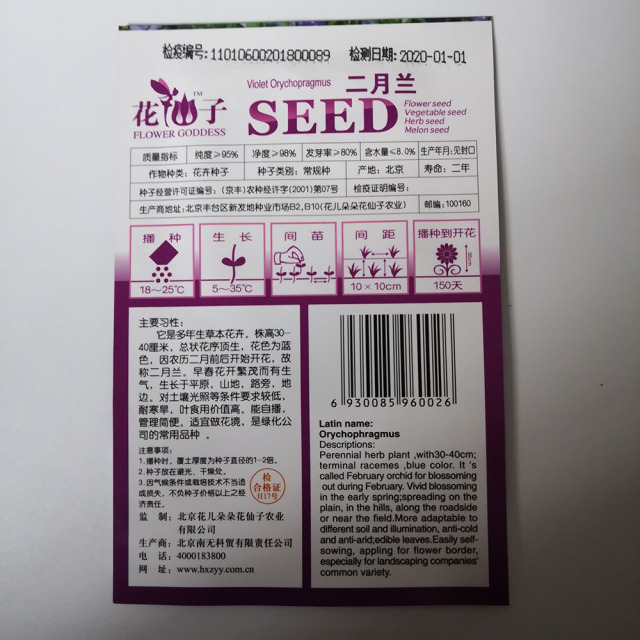 检疫编号: 11010600201800089 检测日期: 2020-01-01
花仙子™
FLOWER GODDESS
Violet Orychopragmus 二月兰
SEED
Flower seed
Vegetable seed
Herb seed
Melon seed
质量指标 纯度≥95% 净度≥98% 发芽率≥80% 含水量≤8.0% 生产年月:见封口
作物种类: 花卉种子 种子类别: 常规种 产地: 北京 寿命: 二年
种子经营许可证编号: (京丰)农种经许字(2001)第07号 检疫证明编号:
生产商地址: 北京丰台区新发地种业市场B2,B10(花儿朵朵花仙子农业) 邮编: 100160
播种 生长 间苗 间距 播种到开花
35cm
18~25℃ 5~35℃ 10×10cm 150天
主要习性:
它是多年生草本花卉。株高30—
40厘米,总状花序顶生,花色为蓝
色,因农历二月前后开始开花,故
称二月兰。早春花开繁茂而有生
气,生长于平原,山地,路旁,地
边。对土壤光照等条件要求较低,
耐寒旱,叶食用价值高。能自播,
管理简便。适宜做花境,是绿化公
司的常用品种 。
注意事项:
1.播种时,覆土厚度为种子直径的1-2倍。
2.种子放在避光、干燥处。
3.因气候条件或栽培技术不当造
成损失,不负种子价格以上之经
济责任。
检
合格证
H17号
监 制: 北京花儿朵朵花仙子农业
有限公司
生产商: 北京南无科贸有限责任公司
电 话: 4000183800
网 址: www.hxzyy.com.cn
6 930085 960026
Latin name:
Orychophragmus
Descriptions:
Perennial herb plant ,with30-40cm;
terminal racemes ,blue color. It 's
called February orchid for blossoming
out during February. Vivid blossoming
in the early spring;spreading on the
plain, in the hills, along the roadside
or near the field.More adaptable to
different soil and illumination, anti-cold
and anti-arid;edible leaves.Easily self-
sowing, appling for flower border,
especially for landscaping companies'
common variety.